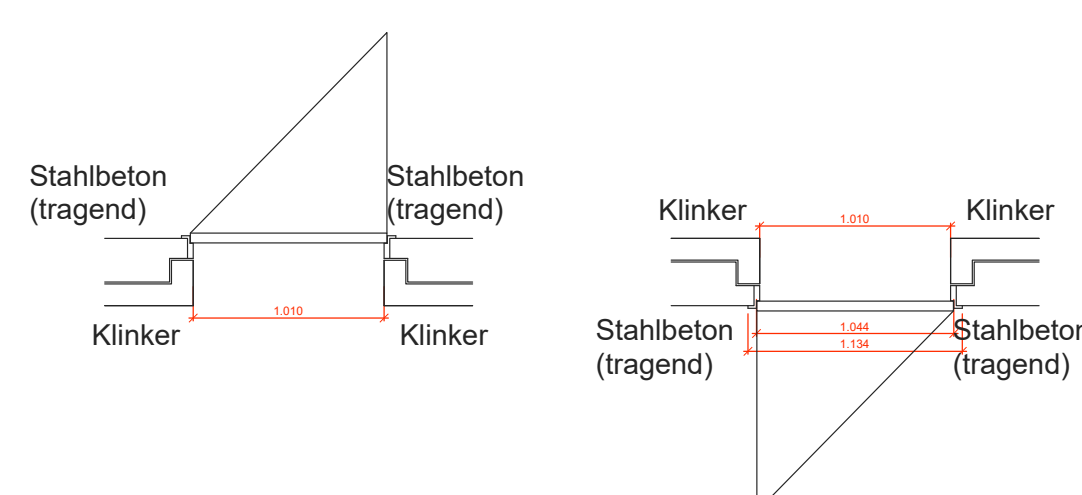 Stahlbeton
(tragend)
Stahlbeton
(tragend)
1.010
Klinker
Klinker
Klinker
1.010
Klinker
Stahlbeton
(tragend)
1.044
1.134
Stahlbeton
(tragend)